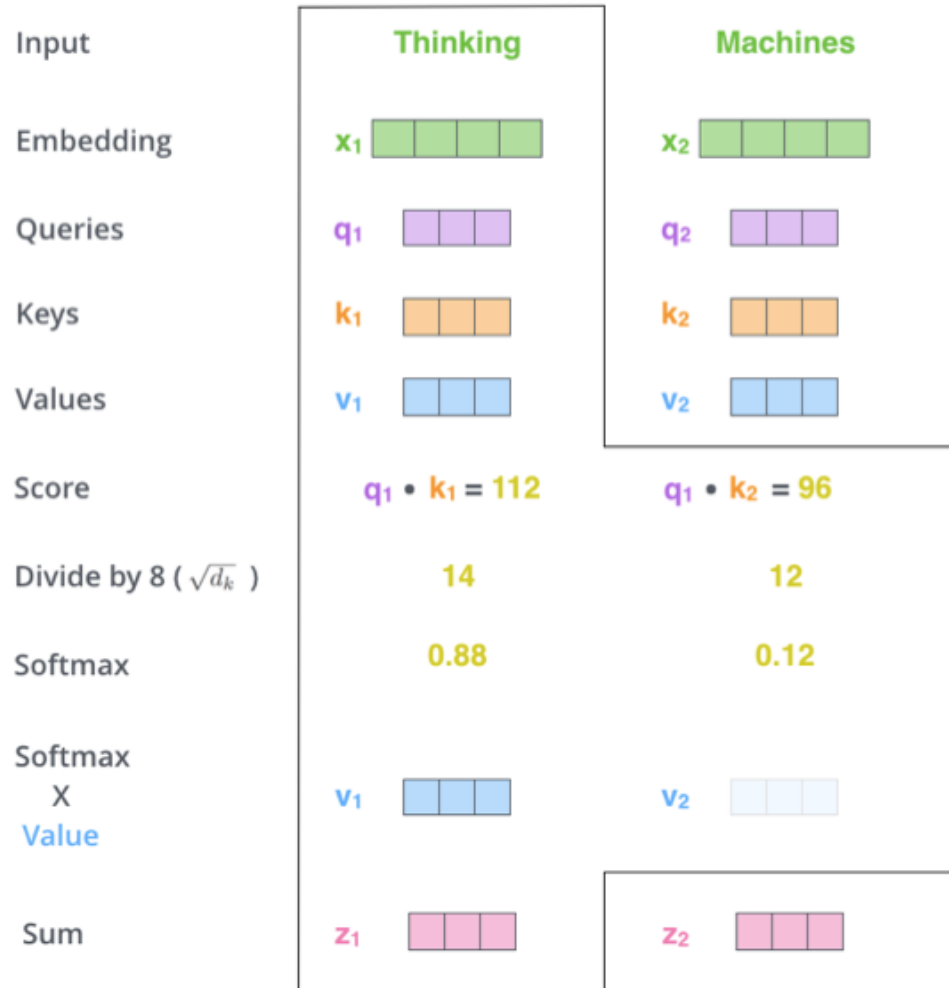 Input Thinking Machines
Embedding x₁ x₂
Queries q₁ q₂
Keys k₁ k₂
Values v₁ v₂
Score q₁ • k₁ = 112 q₁ • k₂ = 96
Divide by 8 ( √dₖ ) 14 12
Softmax 0.88 0.12
Softmax
X v₁ v₂
Value
Sum z₁ z₂